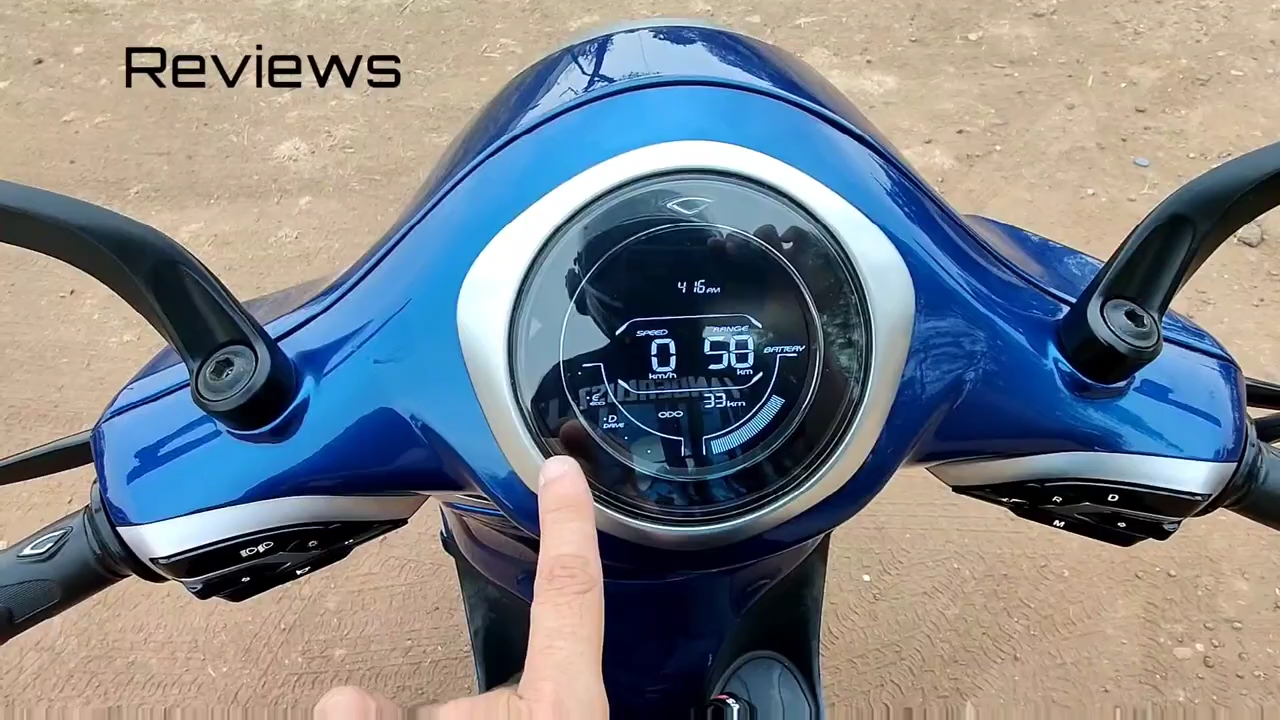 Reviews
4 16 AM
SPEED RANGE
0 58 BATTERY
km/h km
E 33 km
ECO
ODO
D
DRIVE
R D
M